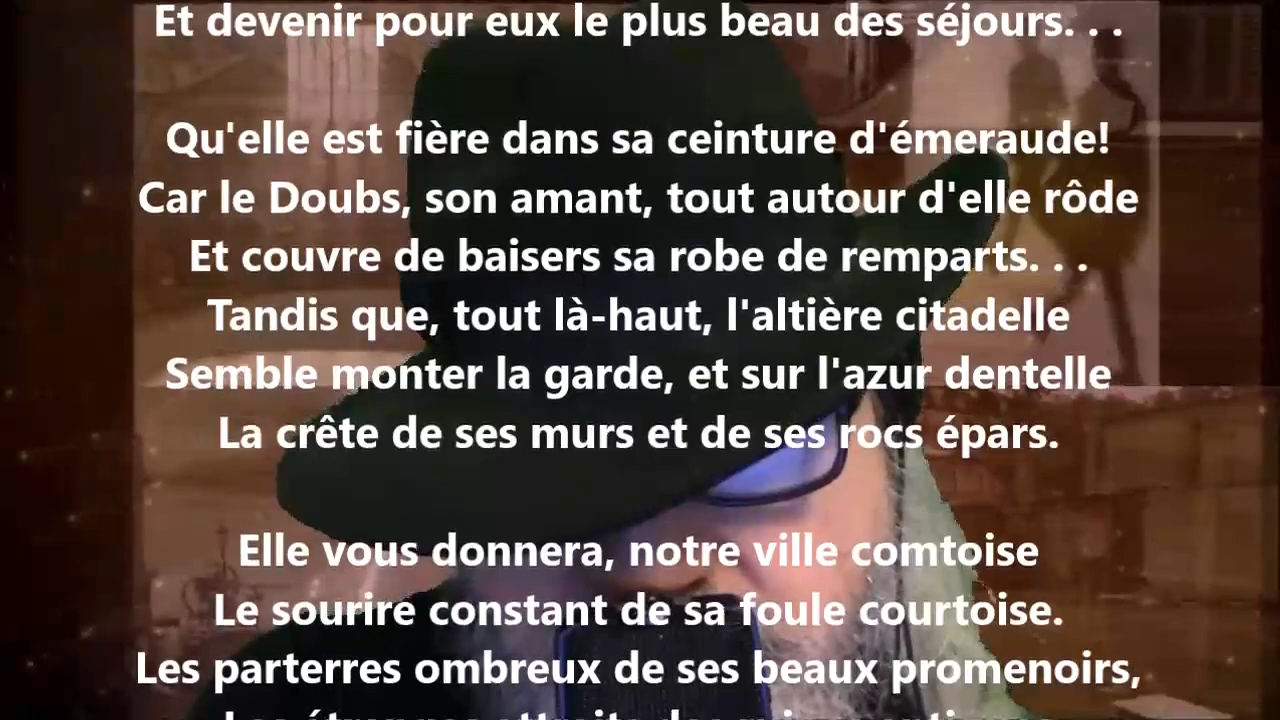 Et devenir pour eux le plus beau des séjours. . .
Qu'elle est fière dans sa ceinture d'émeraude!
Car le Doubs, son amant, tout autour d'elle rôde
Et couvre de baisers sa robe de remparts. . .
Tandis que, tout là-haut, l'altière citadelle
Semble monter la garde, et sur l'azur dentelle
La crête de ses murs et de ses rocs épars.
Elle vous donnera, notre ville comtoise
Le sourire constant de sa foule courtoise.
Les parterres ombreux de ses beaux promenoirs,